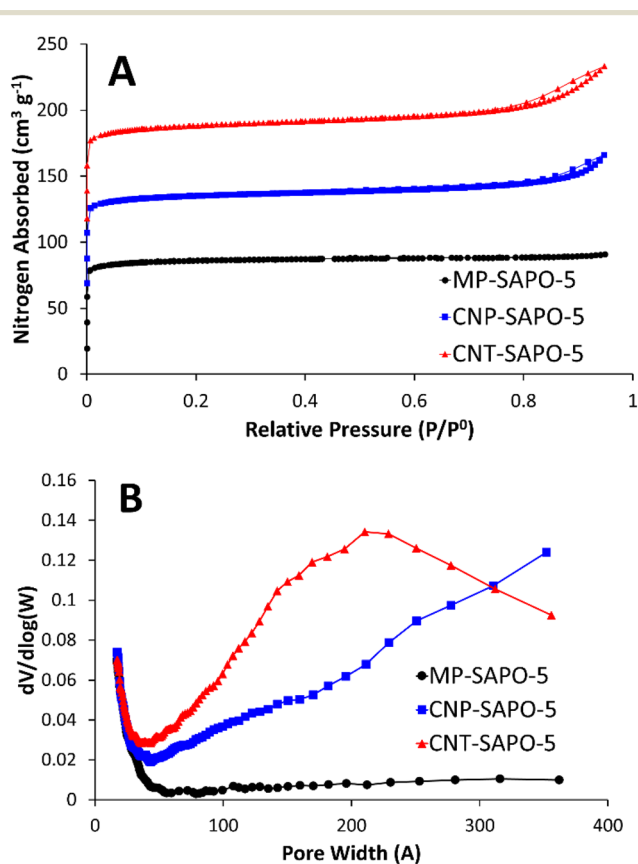 A
Nitrogen Absorbed (cm³ g⁻¹)
250
200
150
100
50
0
MP-SAPO-5
CNP-SAPO-5
CNT-SAPO-5
0 0.2 0.4 0.6 0.8 1
Relative Pressure (P/P⁰)
B
dV/dlog(W)
0.16
0.14
0.12
0.1
0.08
0.06
0.04
0.02
0
MP-SAPO-5
CNP-SAPO-5
CNT-SAPO-5
0 100 200 300 400
Pore Width (A)